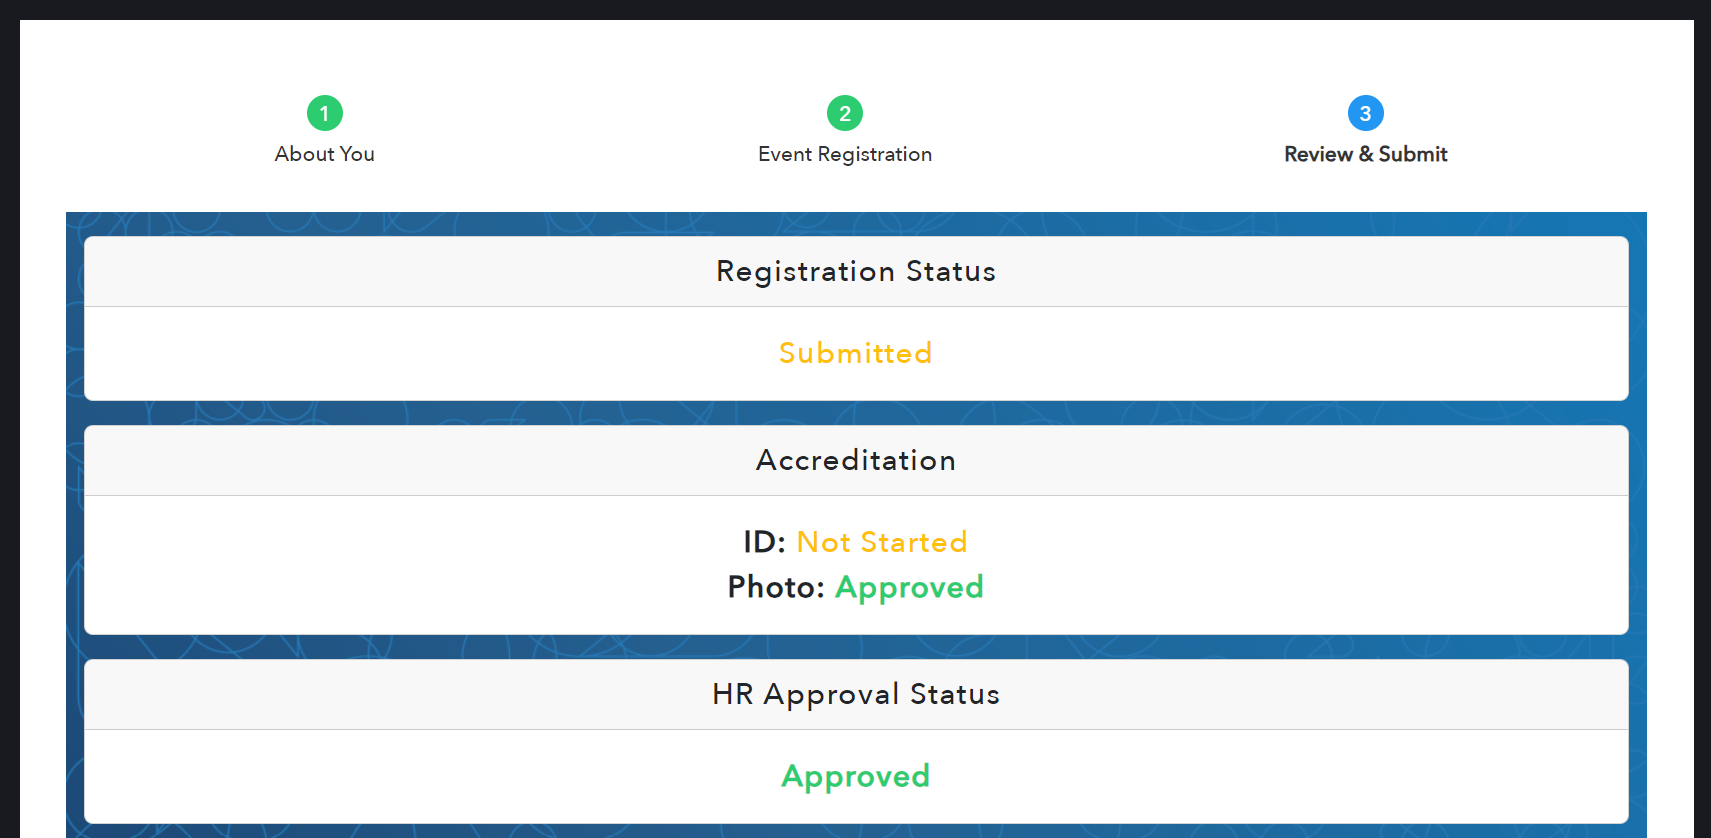 1
About You
2
Event Registration
3
Review & Submit
Registration Status
Submitted
Accreditation
ID: Not Started
Photo: Approved
HR Approval Status
Approved